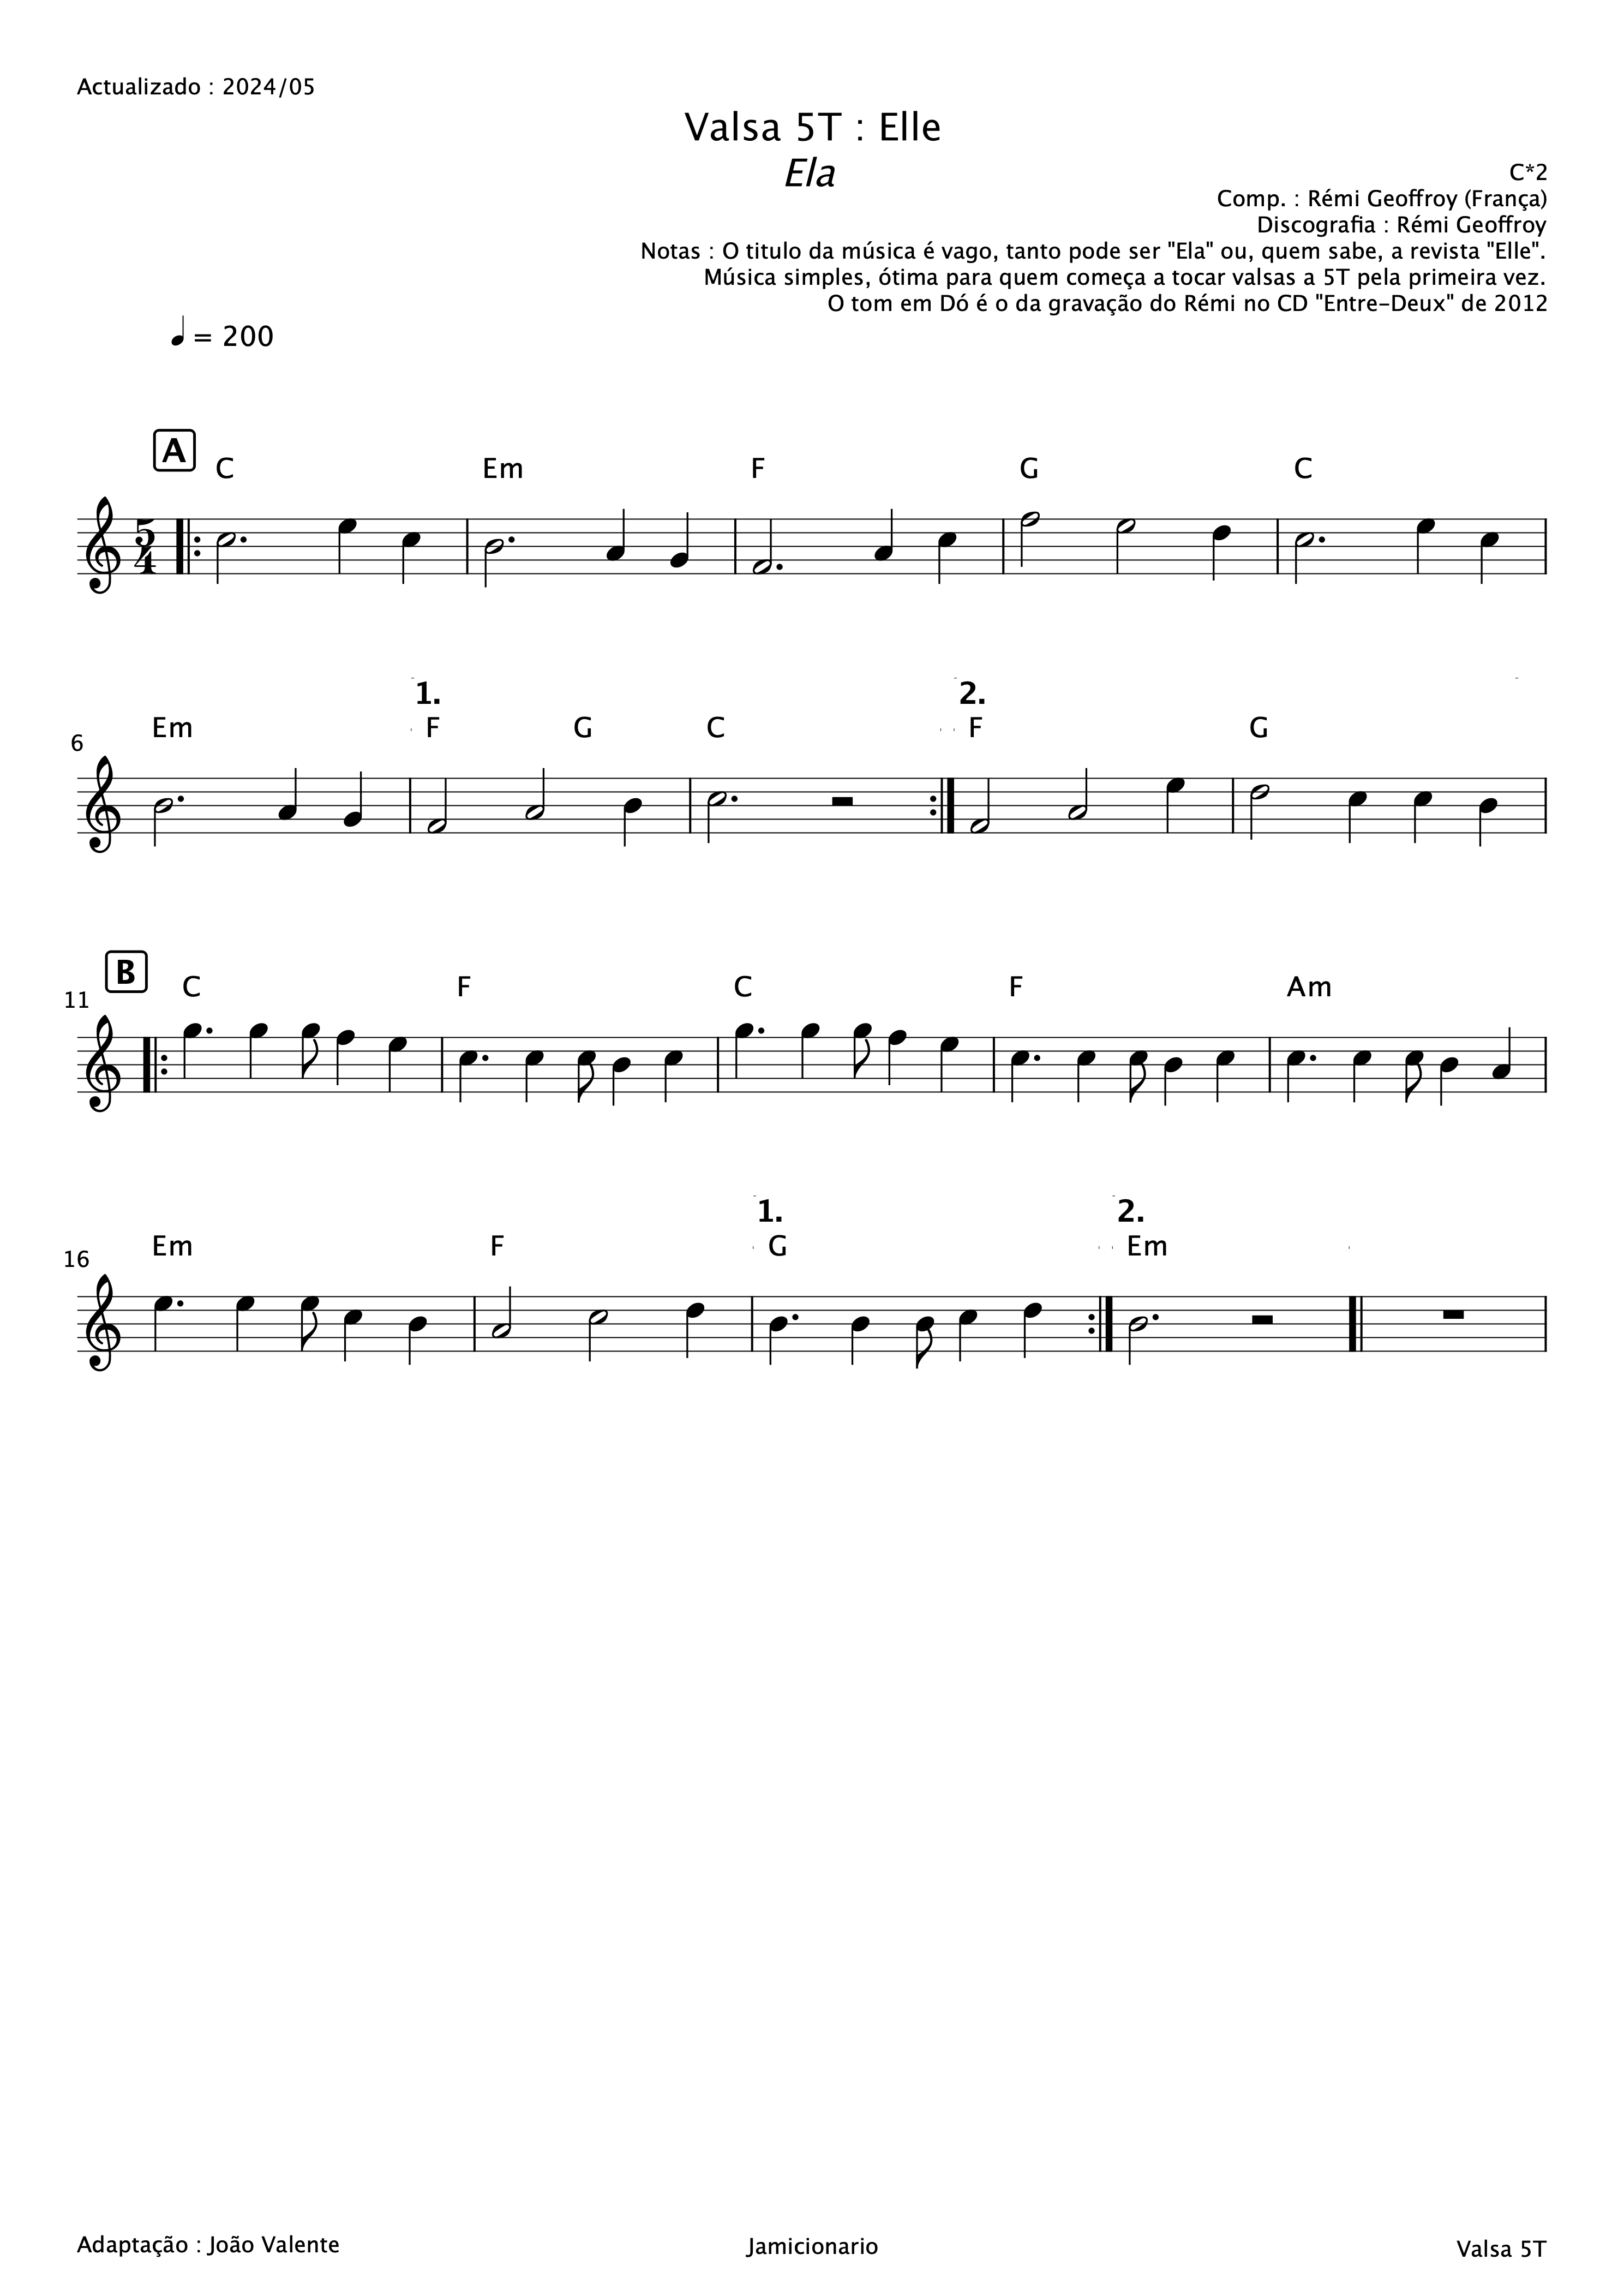 Actualizado : 2024/05
Valsa 5T : Elle
Ela
C*2
Comp. : Rémi Geoffroy (França)
Discografia : Rémi Geoffroy
Notas : O titulo da música é vago, tanto pode ser "Ela" ou, quem sabe, a revista "Elle".
Música simples, ótima para quem começa a tocar valsas a 5T pela primeira vez.
O tom em Dó é o da gravação do Rémi no CD "Entre-Deux" de 2012
= 200
A
C Em F G C
5
4
1. 2.
6 Em F G C F G
B
11 C F C F Am
1. 2.
16 Em F G Em
Adaptação : João Valente Jamicionario Valsa 5T